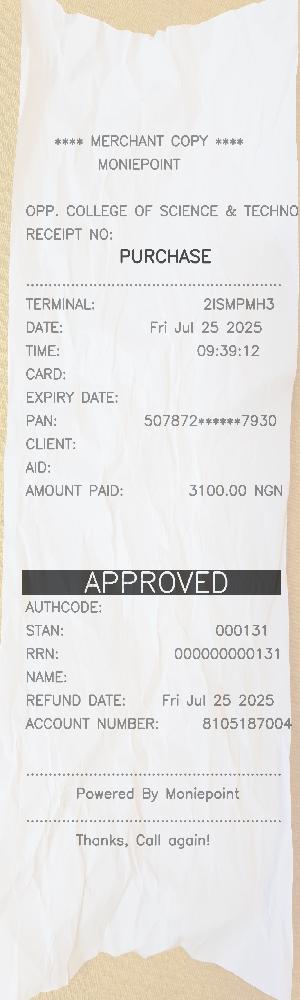 **** MERCHANT COPY ****
MONIEPOINT
OPP. COLLEGE OF SCIENCE & TECHNO
RECEIPT NO:
PURCHASE
TERMINAL: 2ISMPMH3
DATE: Fri Jul 25 2025
TIME: 09:39:12
CARD:
EXPIRY DATE:
PAN: 507872******7930
CLIENT:
AID:
AMOUNT PAID: 3100.00 NGN
APPROVED
AUTHCODE:
STAN: 000131
RRN: 000000000131
NAME:
REFUND DATE: Fri Jul 25 2025
ACCOUNT NUMBER: 8105187004
Powered By Moniepoint
Thanks, Call again!